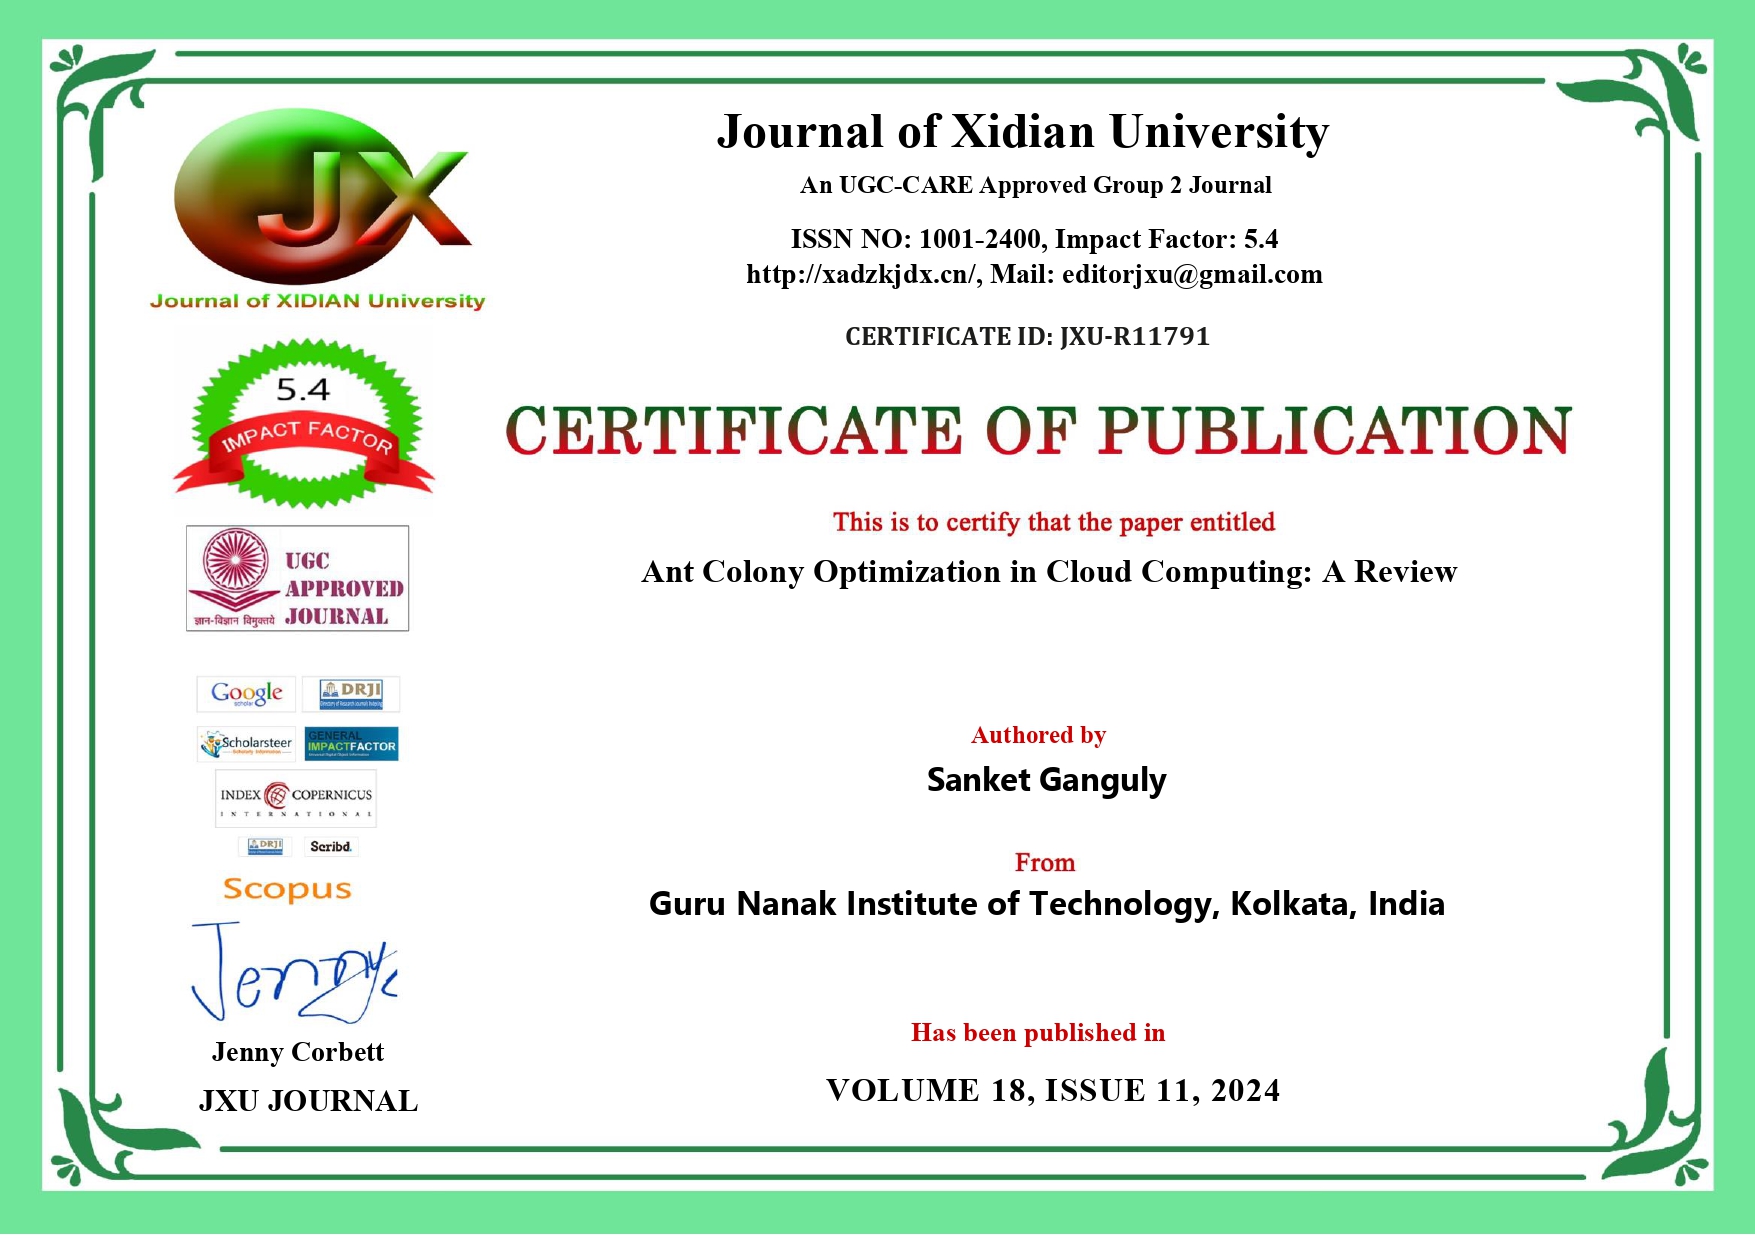 JX
Journal of XIDIAN University
Journal of Xidian University
An UGC-CARE Approved Group 2 Journal
ISSN NO: 1001-2400, Impact Factor: 5.4
http://xadzkjdx.cn/, Mail: editorjxu@gmail.com
CERTIFICATE ID: JXU-R11791
5.4
IMPACT FACTOR
CERTIFICATE OF PUBLICATION
This is to certify that the paper entitled
Ant Colony Optimization in Cloud Computing: A Review
UGC
APPROVED
JOURNAL
ज्ञान-विज्ञान विमुक्तये
Google
scholar
DRJI
Scholarsteer
Scholarly Information
GENERAL
IMPACTFACTOR
INDEX COPERNICUS
INTERNATIONAL
DRJI
Scribd.
Scopus
Authored by
Sanket Ganguly
From
Guru Nanak Institute of Technology, Kolkata, India
Jenny C
Jenny Corbett
JXU JOURNAL
Has been published in
VOLUME 18, ISSUE 11, 2024